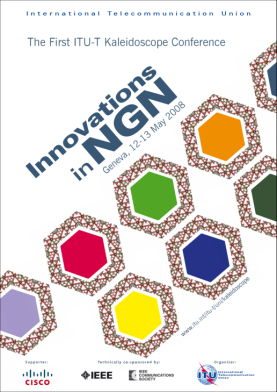 International Telecommunication Union
The First ITU-T Kaleidoscope Conference
Innovations
in NGN
Geneva, 12-13 May 2008
www.itu.int/itu-t/uni/kaleidoscope
Supporter:
Technically co-sponsored by:
Organizer:
CISCO
IEEE
IEEE
COMMUNICATIONS
SOCIETY
ITU
International
Telecommunication
Union